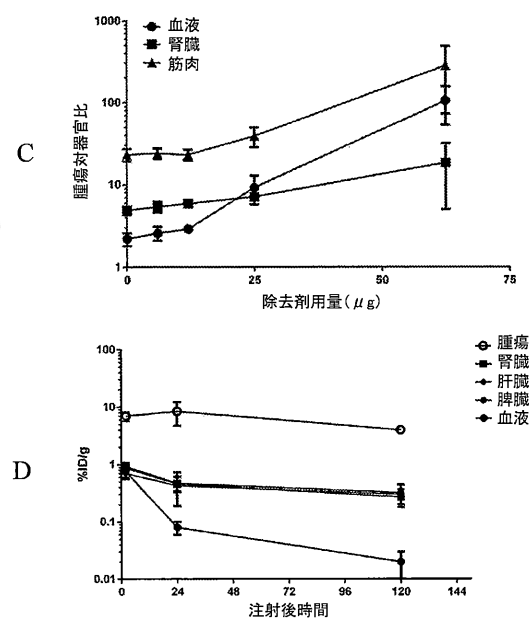 血液
腎臓
筋肉
C
腫瘍対器官比
1000
100
10
1
0
25
50
75
除去剤用量(μg)
腫瘍
腎臓
肝臓
脾臓
血液
D
%ID/g
100
10
1
0.1
0.01
0
24
48
72
96
120
144
注射後時間